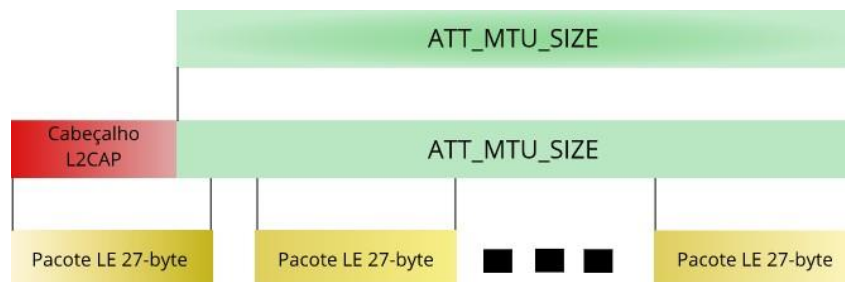 ATT_MTU_SIZE
Cabeçalho
L2CAP
ATT_MTU_SIZE
Pacote LE 27-byte
Pacote LE 27-byte
Pacote LE 27-byte